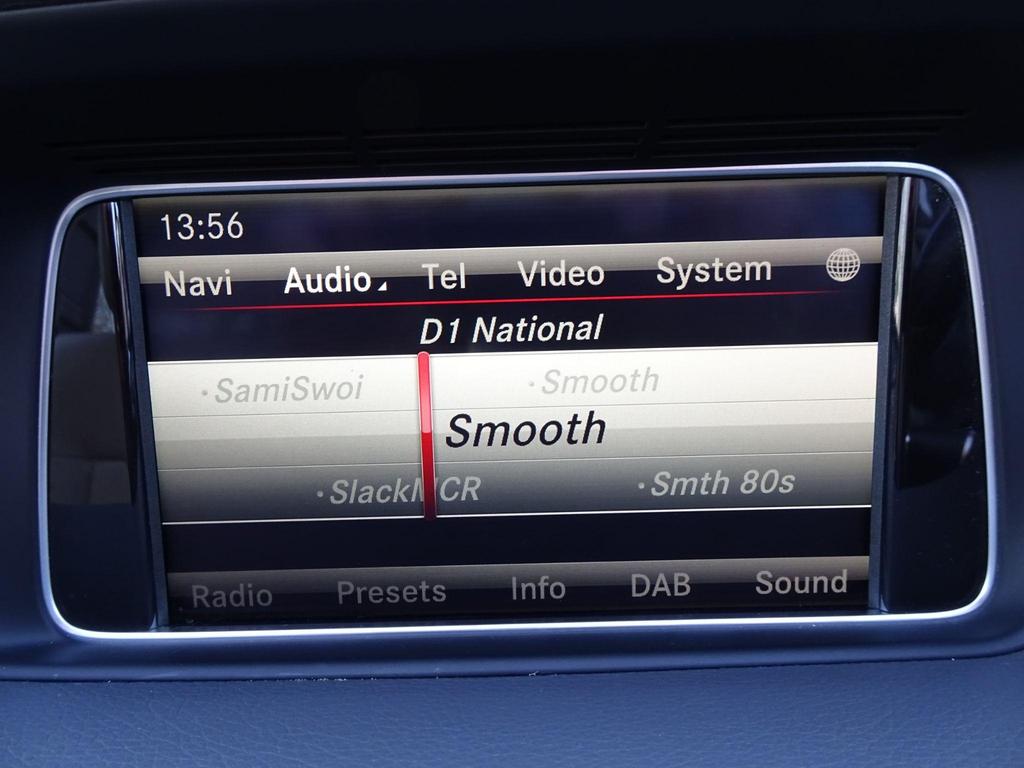 13:56
Navi Audio Tel Video System
D1 National
•SamiSwoi •Smooth
Smooth
•SlackMCR •Smth 80s
Radio Presets Info DAB Sound